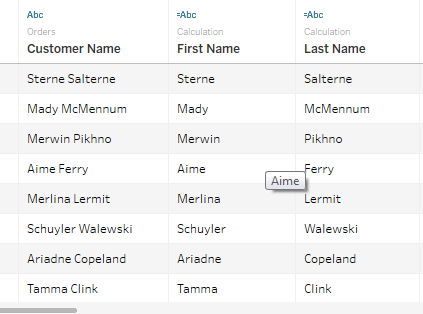 Abc =Abc =Abc
Orders Calculation Calculation
Customer Name First Name Last Name
Sterne Salterne Sterne Salterne
Mady McMennum Mady McMennum
Merwin Pikhno Merwin Pikhno
Aime Ferry Aime Ferry
Aime
Merlina Lermit Merlina Lermit
Schuyler Walewski Schuyler Walewski
Ariadne Copeland Ariadne Copeland
Tamma Clink Tamma Clink